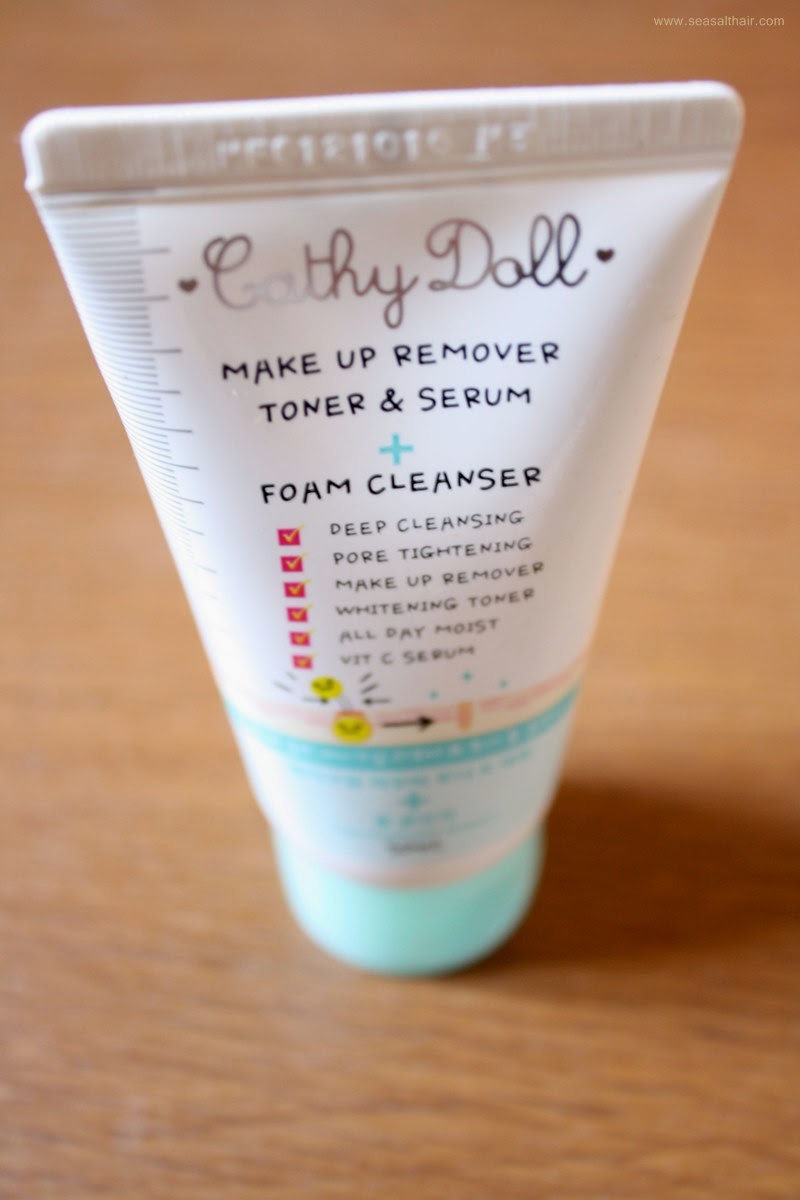 www.seasalthair.com
Cathy Doll
MAKE UP REMOVER
TONER & SERUM
+
FOAM CLEANSER
DEEP CLEANSING
PORE TIGHTENING
MAKE UP REMOVER
WHITENING TONER
ALL DAY MOIST
VIT C SERUM
+